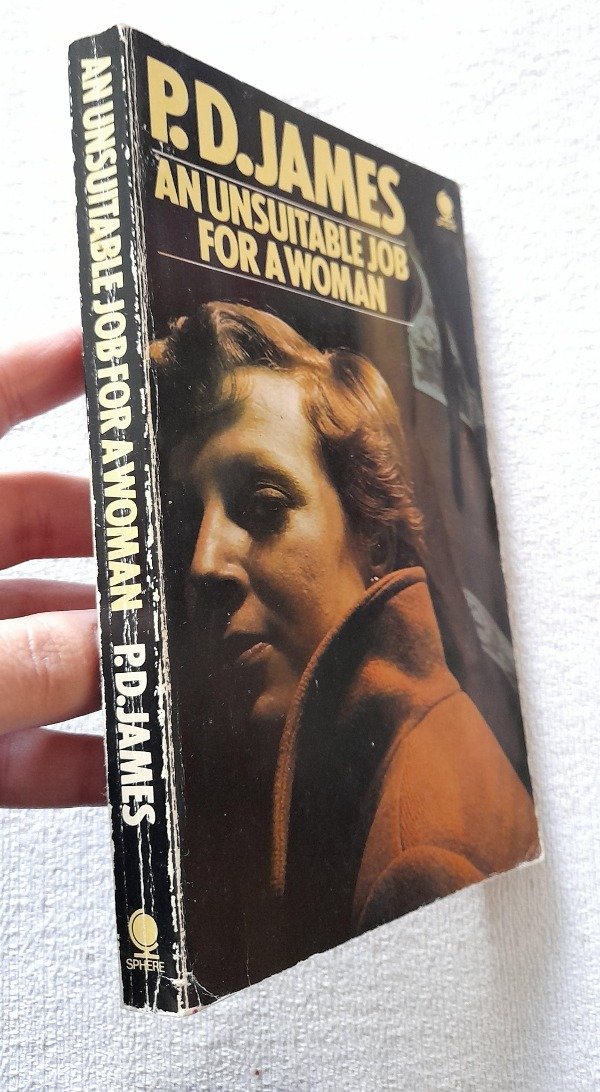 P.D.JAMES
AN UNSUITABLE JOB
FOR A WOMAN
AN UNSUITABLE JOB FOR A WOMAN P.D.JAMES
SPHERE